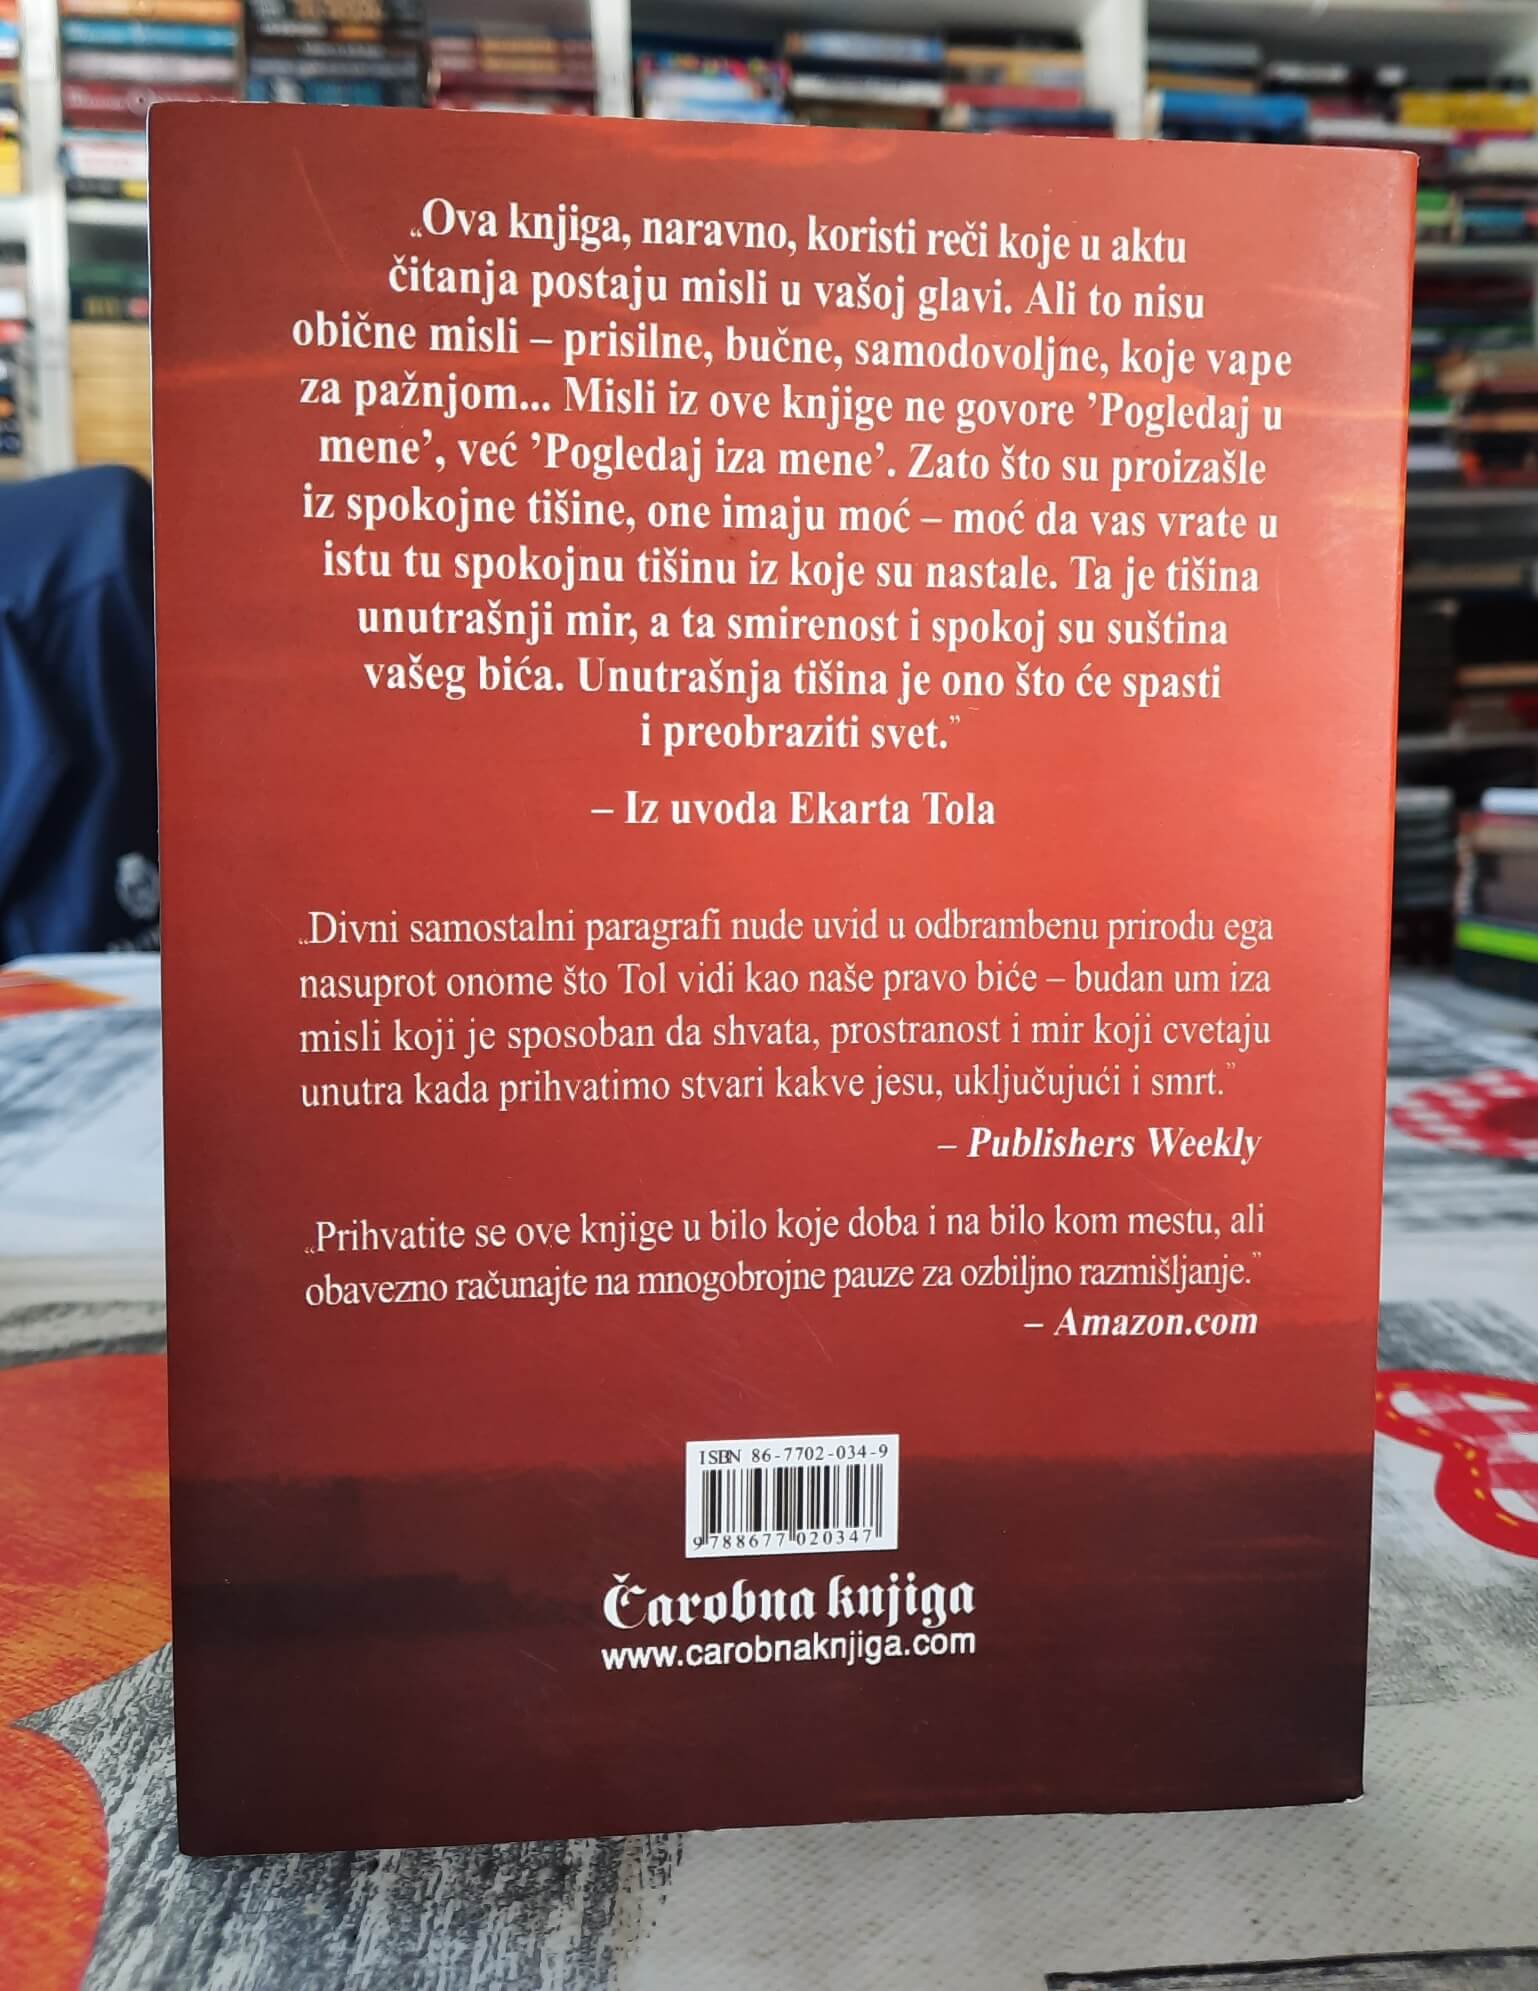 „Ova knjiga, naravno, koristi reči koje u aktu
čitanja postaju misli u vašoj glavi. Ali to nisu
obične misli – prisilne, bučne, samodovoljne, koje vape
za pažnjom... Misli iz ove knjige ne govore ’Pogledaj u
mene’, već ’Pogledaj iza mene’. Zato što su proizašle
iz spokojne tišine, one imaju moć – moć da vas vrate u
istu tu spokojnu tišinu iz koje su nastale. Ta je tišina
unutrašnji mir, a ta smirenost i spokoj su suština
vašeg bića. Unutrašnja tišina je ono što će spasti
i preobraziti svet.”
– Iz uvoda Ekarta Tola
„Divni samostalni paragrafi nude uvid u odbrambenu prirodu ega
nasuprot onome što Tol vidi kao naše pravo biće – budan um iza
misli koji je sposoban da shvata, prostranost i mir koji cvetaju
unutra kada prihvatimo stvari kakve jesu, uključujući i smrt.”
– Publishers Weekly
„Prihvatite se ove knjige u bilo koje doba i na bilo kom mestu, ali
obavezno računajte na mnogobrojne pauze za ozbiljno razmišljanje.”
– Amazon.com
ISBN 86-7702-034-9
9788677020347
Čarobna knjiga
www.carobnaknjiga.com